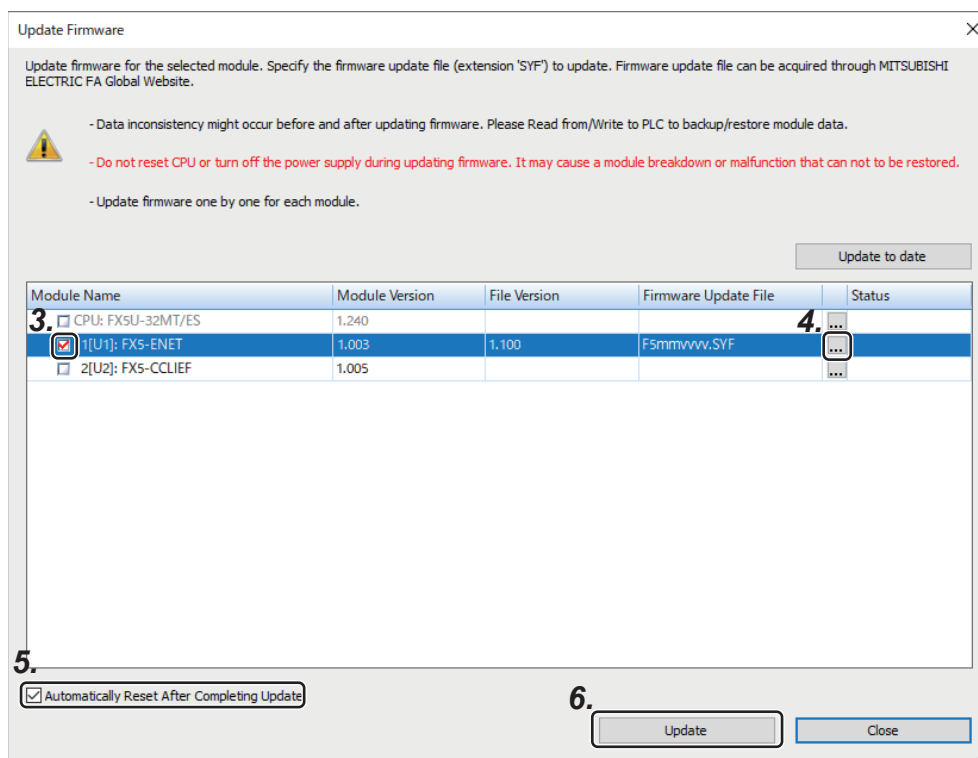 Update Firmware
Update firmware for the selected module. Specify the firmware update file (extension 'SYF') to update. Firmware update file can be acquired through MITSUBISHI
ELECTRIC FA Global Website.
- Data inconsistency might occur before and after updating firmware. Please Read from/Write to PLC to backup/restore module data.
- Do not reset CPU or turn off the power supply during updating firmware. It may cause a module breakdown or malfunction that can not to be restored.
- Update firmware one by one for each module.
Update to date
Module Name Module Version File Version Firmware Update File Status
3. CPU: FX5U-32MT/ES 1.240 4. ...
1[U1]: FX5-ENET 1.003 1.100 F5mmvvvv.SYF ...
2[U2]: FX5-CCLIEF 1.005 ...
5.
Automatically Reset After Completing Update
6.
Update Close